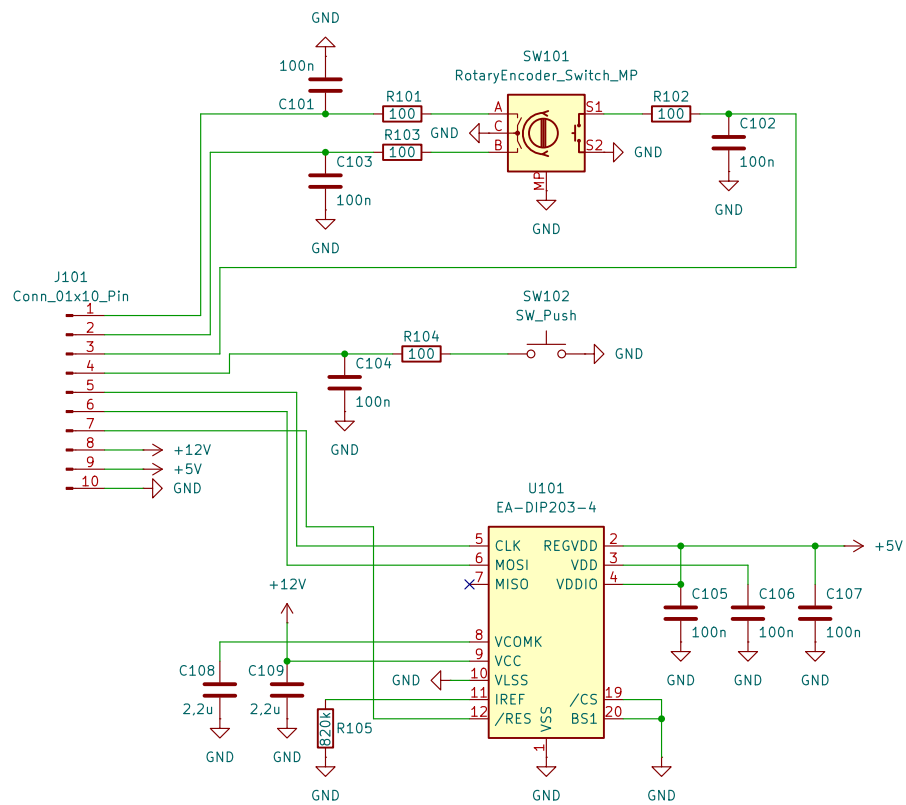 GND
100n
C101
SW101
RotaryEncoder_Switch_MP
R101
100
A
C
B
S1
S2
MP
GND
GND
GND
R102
100
C102
100n
GND
R103
100
C103
100n
GND
J101
Conn_01x10_Pin
1
2
3
4
5
6
7
8
9
10
+12V
+5V
GND
SW102
SW_Push
GND
R104
100
C104
100n
GND
U101
EA-DIP203-4
5 CLK
6 MOSI
7 MISO
8 VCOMK
9 VCC
10 VLSS
11 IREF
12 /RES
REGVDD 2
VDD 3
VDDIO 4
/CS 19
BS1 20
VSS
1
+5V
C105
100n
GND
C106
100n
GND
C107
100n
GND
+12V
C108
2,2u
GND
C109
2,2u
GND
GND
R105
820k
GND
GND
GND